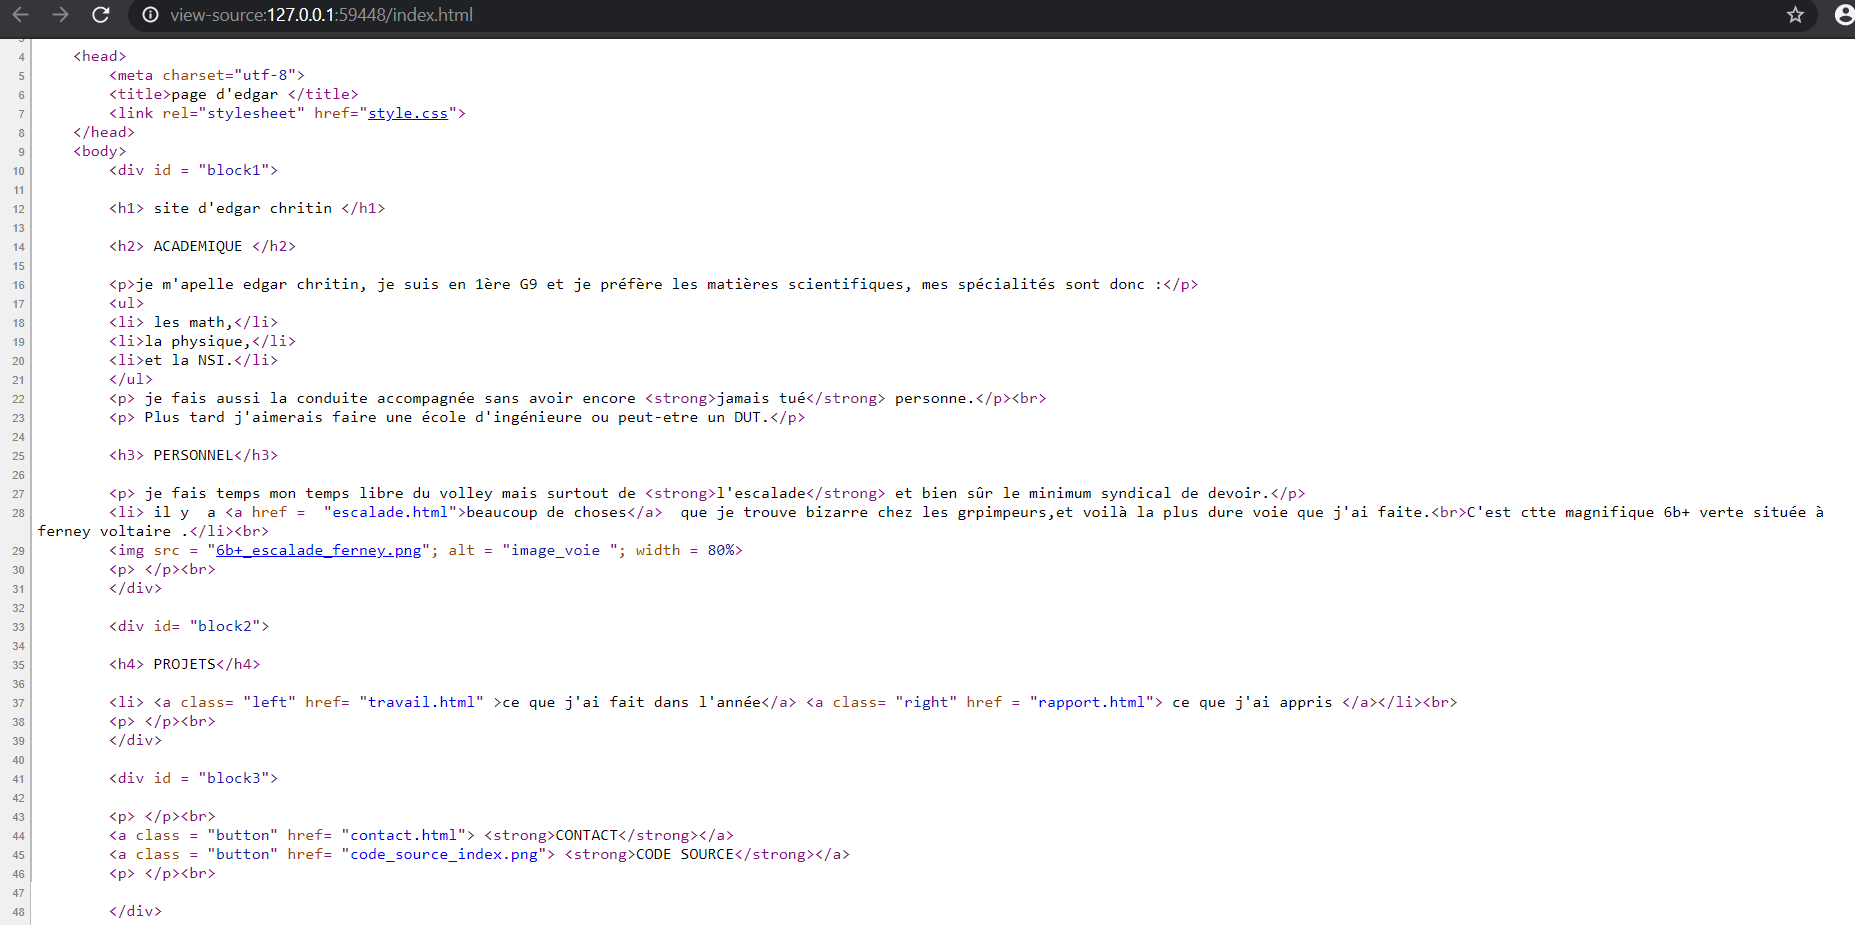 view-source:127.0.0.1:59448/index.html
4 <head>
5 <meta charset="utf-8">
6 <title>page d'edgar </title>
7 <link rel="stylesheet" href="style.css">
8 </head>
9 <body>
10 <div id = "block1">
11
12 <h1> site d'edgar chritin </h1>
13
14 <h2> ACADEMIQUE </h2>
15
16 <p>je m'apelle edgar chritin, je suis en 1ère G9 et je préfère les matières scientifiques, mes spécialités sont donc :</p>
17 <ul>
18 <li> les math,</li>
19 <li>la physique,</li>
20 <li>et la NSI.</li>
21 </ul>
22 <p> je fais aussi la conduite accompagnée sans avoir encore <strong>jamais tué</strong> personne.</p><br>
23 <p> Plus tard j'aimerais faire une école d'ingénieure ou peut-etre un DUT.</p>
24
25 <h3> PERSONNEL</h3>
26
27 <p> je fais temps mon temps libre du volley mais surtout de <strong>l'escalade</strong> et bien sûr le minimum syndical de devoir.</p>
28 <li> il y  a <a href =  "escalade.html">beaucoup de choses</a>  que je trouve bizarre chez les grpimpeurs,et voilà la plus dure voie que j'ai faite.<br>C'est ctte magnifique 6b+ verte située à
ferney voltaire .</li><br>
29 <img src = "6b+_escalade_ferney.png"; alt = "image_voie "; width = 80%>
30 <p> </p><br>
31 </div>
32
33 <div id= "block2">
34
35 <h4> PROJETS</h4>
36
37 <li> <a class= "left" href= "travail.html" >ce que j'ai fait dans l'année</a> <a class= "right" href = "rapport.html"> ce que j'ai appris </a></li><br>
38 <p> </p><br>
39 </div>
40
41 <div id = "block3">
42
43 <p> </p><br>
44 <a class = "button" href= "contact.html"> <strong>CONTACT</strong></a>
45 <a class = "button" href= "code_source_index.png"> <strong>CODE SOURCE</strong></a>
46 <p> </p><br>
47
48 </div>